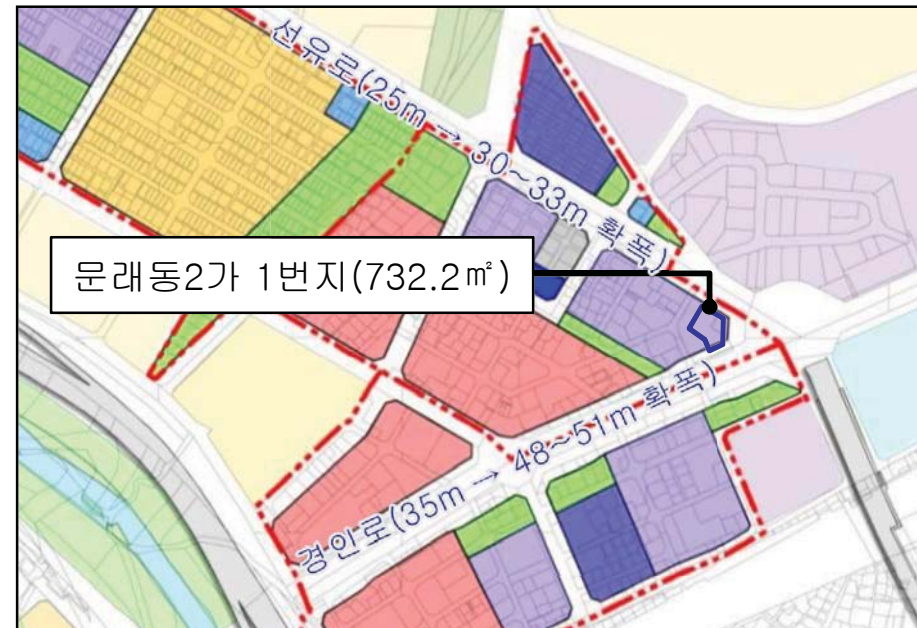 선유로(25m → 30~33m 확폭)
문래동2가 1번지(732.2㎡)
경인로(35m → 48~51m 확폭)